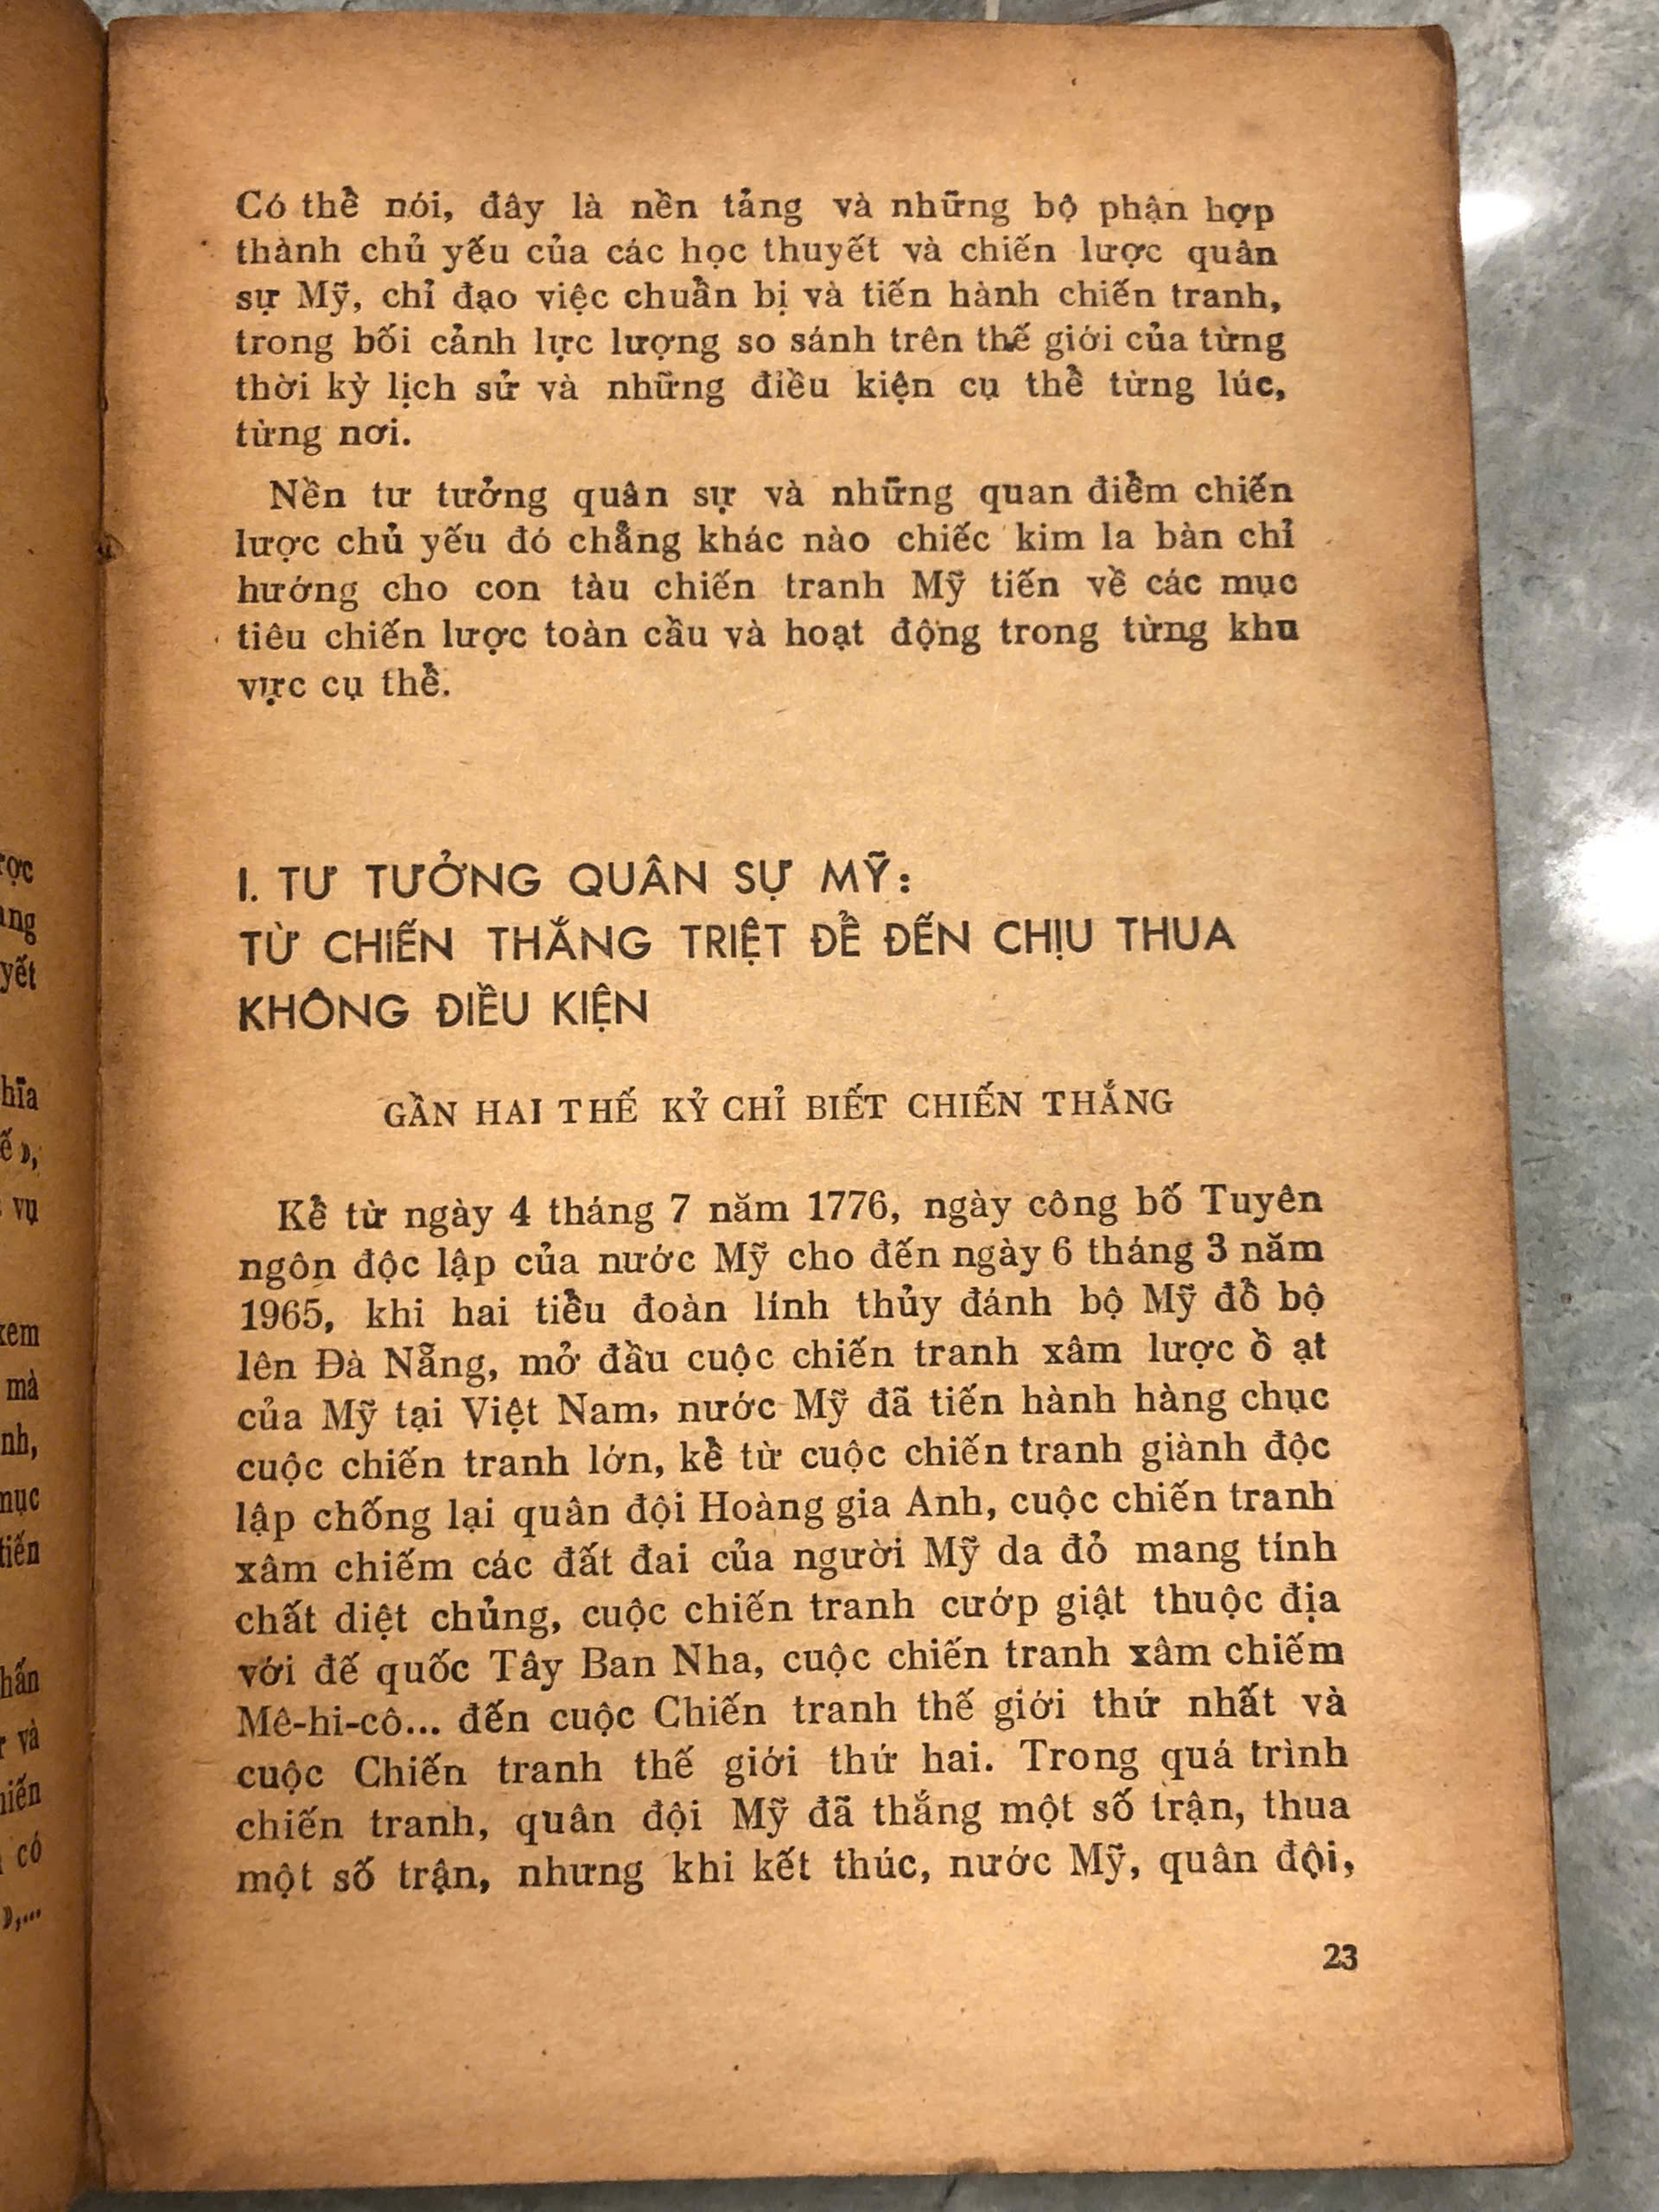 Có thể nói, đây là nền tảng và những bộ phận hợp
thành chủ yếu của các học thuyết và chiến lược quân
sự Mỹ, chỉ đạo việc chuẩn bị và tiến hành chiến tranh,
trong bối cảnh lực lượng so sánh trên thế giới của từng
thời kỳ lịch sử và những điều kiện cụ thể từng lúc,
từng nơi.
Nền tư tưởng quân sự và những quan điểm chiến
lược chủ yếu đó chẳng khác nào chiếc kim la bàn chỉ
hướng cho con tàu chiến tranh Mỹ tiến về các mục
tiêu chiến lược toàn cầu và hoạt động trong từng khu
vực cụ thể.
I. TƯ TƯỞNG QUÂN SỰ MỸ:
TỪ CHIẾN THẮNG TRIỆT ĐỂ ĐẾN CHỊU THUA
KHÔNG ĐIỀU KIỆN
GẦN HAI THẾ KỶ CHỈ BIẾT CHIẾN THẮNG
Kể từ ngày 4 tháng 7 năm 1776, ngày công bố Tuyên
ngôn độc lập của nước Mỹ cho đến ngày 6 tháng 3 năm
1965, khi hai tiểu đoàn lính thủy đánh bộ Mỹ đổ bộ
lên Đà Nẵng, mở đầu cuộc chiến tranh xâm lược ồ ạt
của Mỹ tại Việt Nam, nước Mỹ đã tiến hành hàng chục
cuộc chiến tranh lớn, kể từ cuộc chiến tranh giành độc
lập chống lại quân đội Hoàng gia Anh, cuộc chiến tranh
xâm chiếm các đất đai của người Mỹ da đỏ mang tính
chất diệt chủng, cuộc chiến tranh cướp giật thuộc địa
với đế quốc Tây Ban Nha, cuộc chiến tranh xâm chiếm
Mê-hi-cô... đến cuộc Chiến tranh thế giới thứ nhất và
cuộc Chiến tranh thế giới thứ hai. Trong quá trình
chiến tranh, quân đội Mỹ đã thắng một số trận, thua
một số trận, nhưng khi kết thúc, nước Mỹ, quân đội,
23